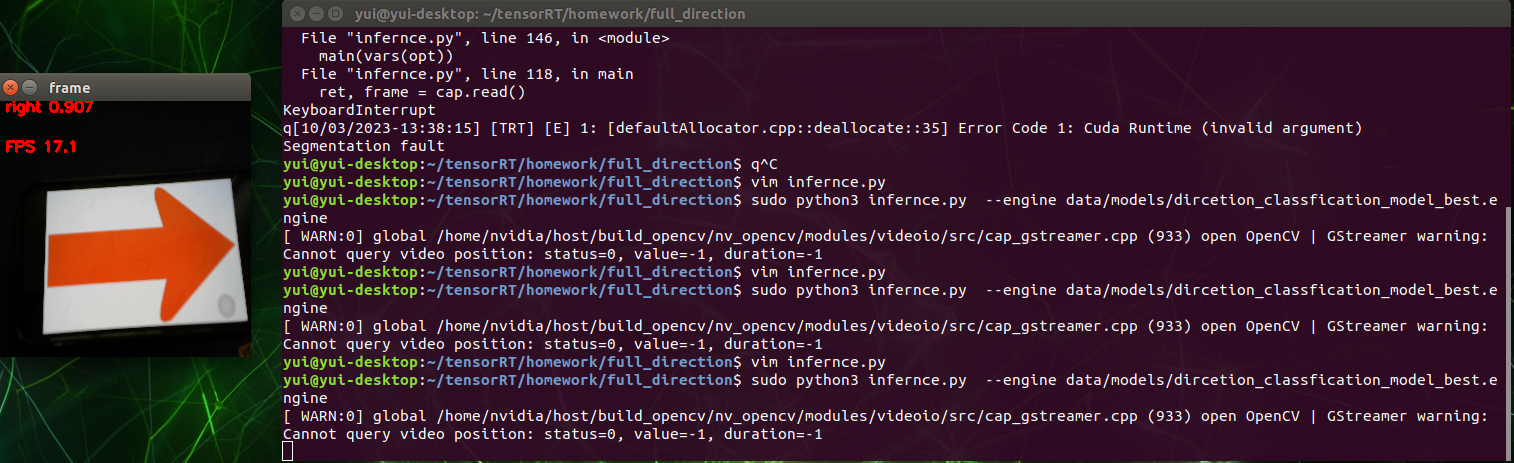 yui@yui-desktop: ~/tensorRT/homework/full_direction
File "infernce.py", line 146, in <module>
main(vars(opt))
File "infernce.py", line 118, in main
ret, frame = cap.read()
KeyboardInterrupt
q[10/03/2023-13:38:15] [TRT] [E] 1: [defaultAllocator.cpp::deallocate::35] Error Code 1: Cuda Runtime (invalid argument)
Segmentation fault
yui@yui-desktop:~/tensorRT/homework/full_direction$ q^C
yui@yui-desktop:~/tensorRT/homework/full_direction$ vim infernce.py
yui@yui-desktop:~/tensorRT/homework/full_direction$ sudo python3 infernce.py  --engine data/models/dircetion_classfication_model_best.e
ngine
[ WARN:0] global /home/nvidia/host/build_opencv/nv_opencv/modules/videoio/src/cap_gstreamer.cpp (933) open OpenCV | GStreamer warning:
Cannot query video position: status=0, value=-1, duration=-1
yui@yui-desktop:~/tensorRT/homework/full_direction$ vim infernce.py
yui@yui-desktop:~/tensorRT/homework/full_direction$ sudo python3 infernce.py  --engine data/models/dircetion_classfication_model_best.e
ngine
[ WARN:0] global /home/nvidia/host/build_opencv/nv_opencv/modules/videoio/src/cap_gstreamer.cpp (933) open OpenCV | GStreamer warning:
Cannot query video position: status=0, value=-1, duration=-1
yui@yui-desktop:~/tensorRT/homework/full_direction$ vim infernce.py
yui@yui-desktop:~/tensorRT/homework/full_direction$ sudo python3 infernce.py  --engine data/models/dircetion_classfication_model_best.e
ngine
[ WARN:0] global /home/nvidia/host/build_opencv/nv_opencv/modules/videoio/src/cap_gstreamer.cpp (933) open OpenCV | GStreamer warning:
Cannot query video position: status=0, value=-1, duration=-1
frame
right 0.907
FPS 17.1